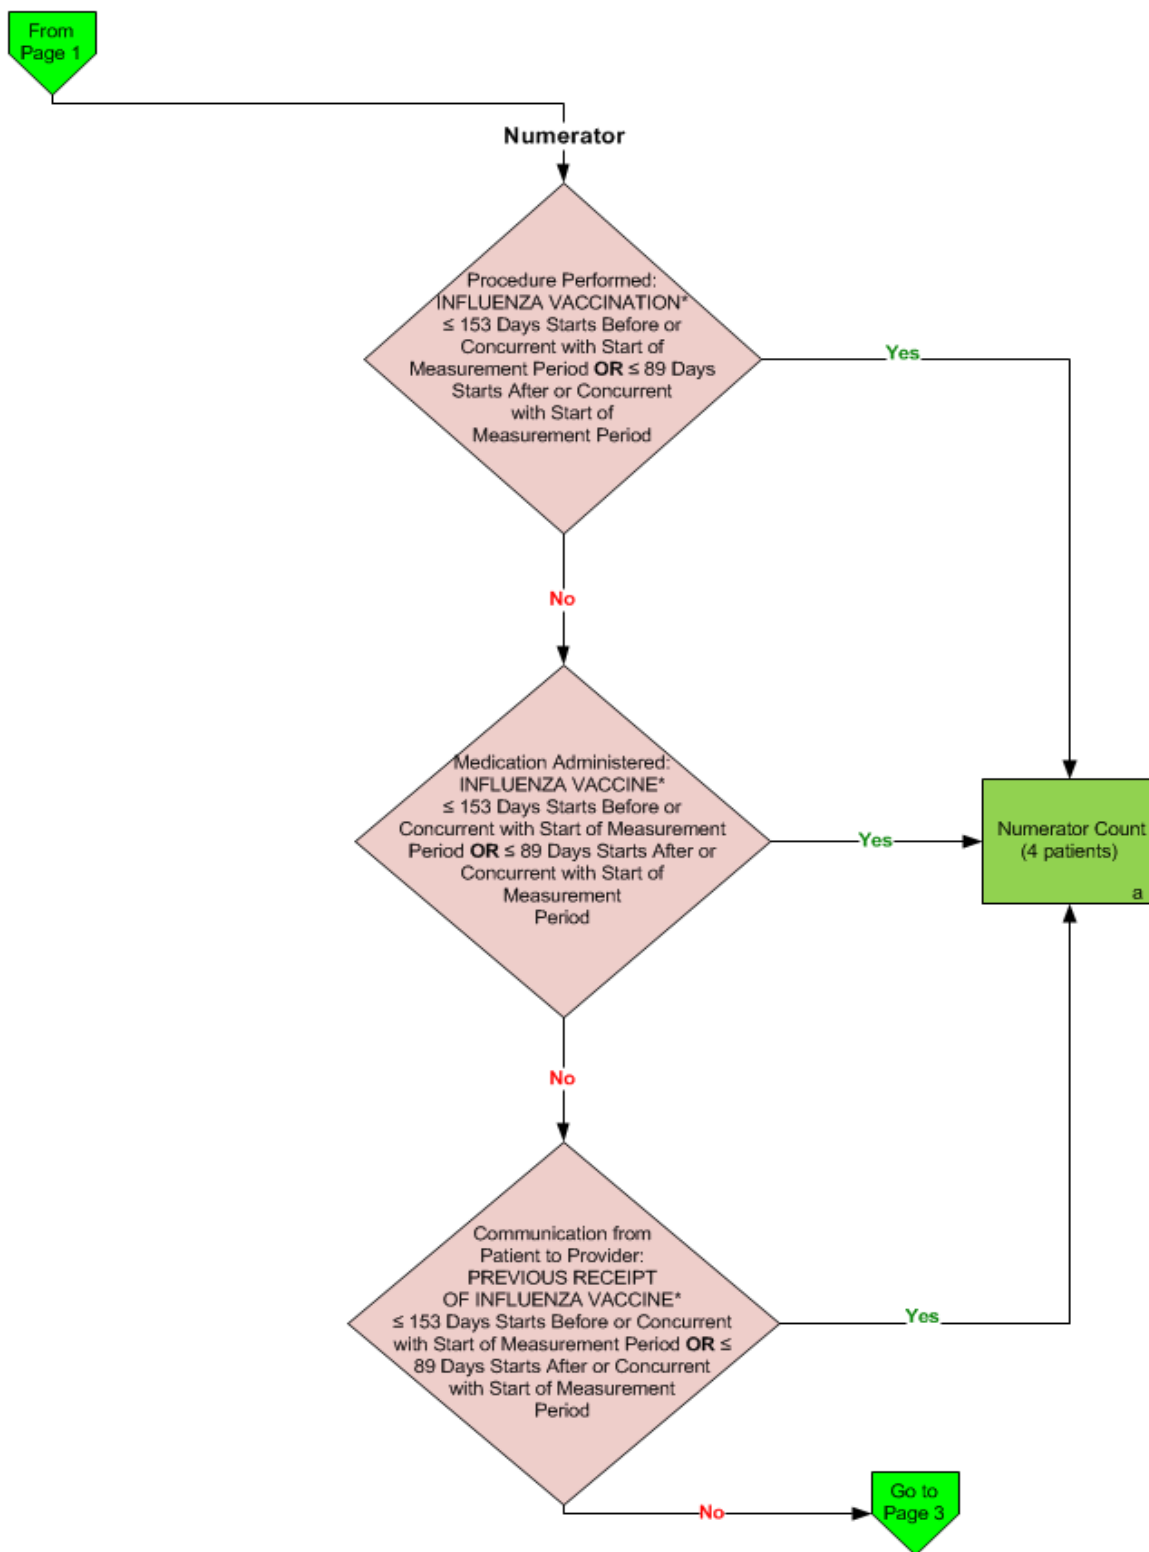 From
Page 1
Numerator
Procedure Performed:
INFLUENZA VACCINATION*
≤ 153 Days Starts Before or
Concurrent with Start of
Measurement Period OR ≤ 89 Days
Starts After or Concurrent
with Start of
Measurement Period
Yes
No
Medication Administered:
INFLUENZA VACCINE*
≤ 153 Days Starts Before or
Concurrent with Start of Measurement
Period OR ≤ 89 Days Starts After or
Concurrent with Start of
Measurement
Period
Yes
Numerator Count
(4 patients)
a
No
Communication from
Patient to Provider:
PREVIOUS RECEIPT
OF INFLUENZA VACCINE*
≤ 153 Days Starts Before or Concurrent
with Start of Measurement Period OR ≤
89 Days Starts After or Concurrent
with Start of Measurement
Period
Yes
No
Go to
Page 3